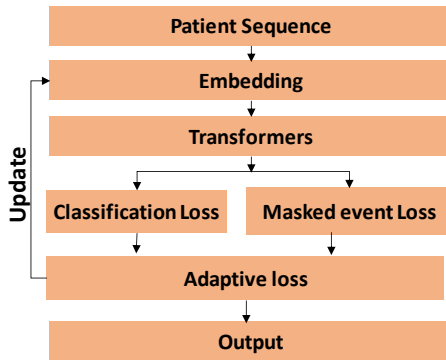 Patient Sequence
Embedding
Transformers
Update
Classification Loss
Masked event Loss
Adaptive loss
Output